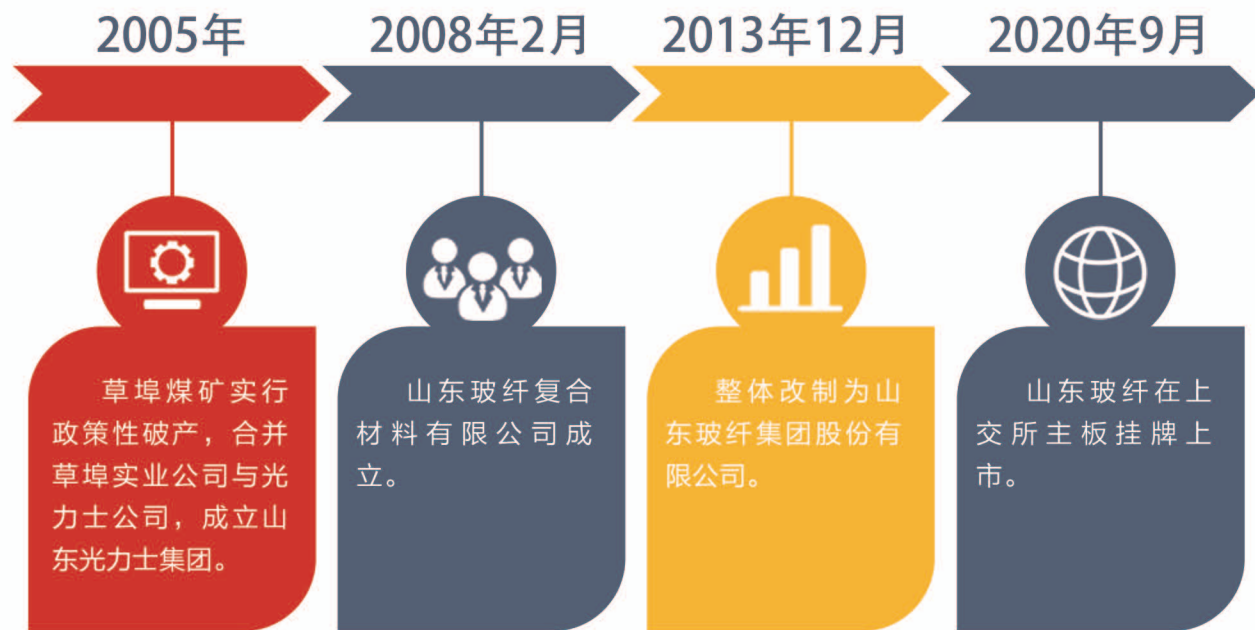 2005年
2008年2月
2013年12月
2020年9月
草埠煤矿实行
政策性破产，合并
草埠实业公司与光
力士公司，成立山
东光力士集团。
山东玻纤复合
材料有限公司成
立。
整体改制为山
东玻纤集团股份有
限公司。
山东玻纤在上
交所主板挂牌上
市。